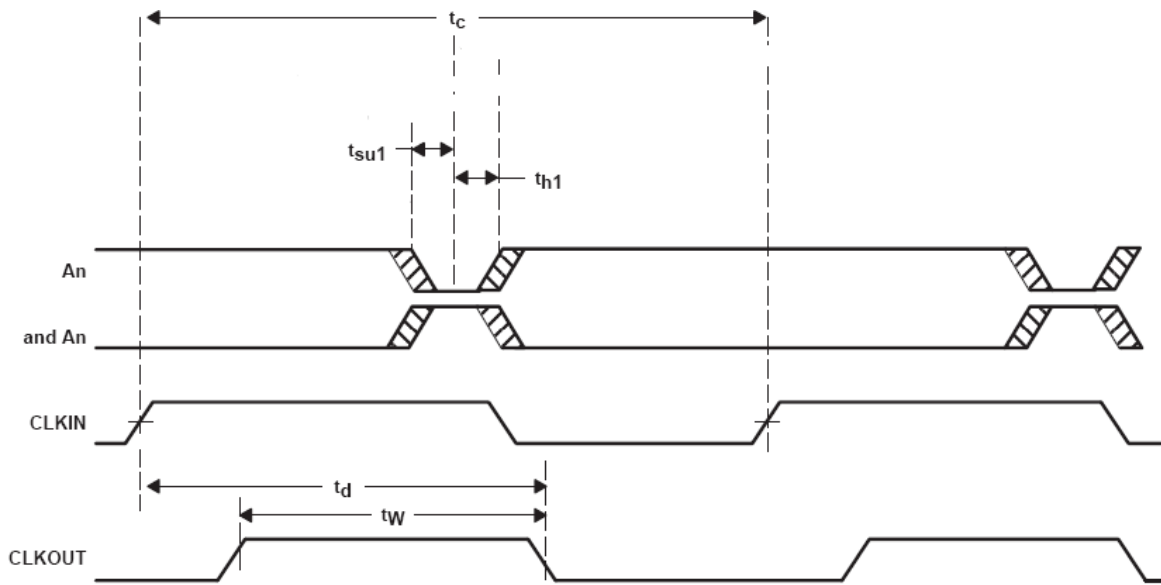 tc
tsu1
th1
An
and An
CLKIN
td
tW
CLKOUT